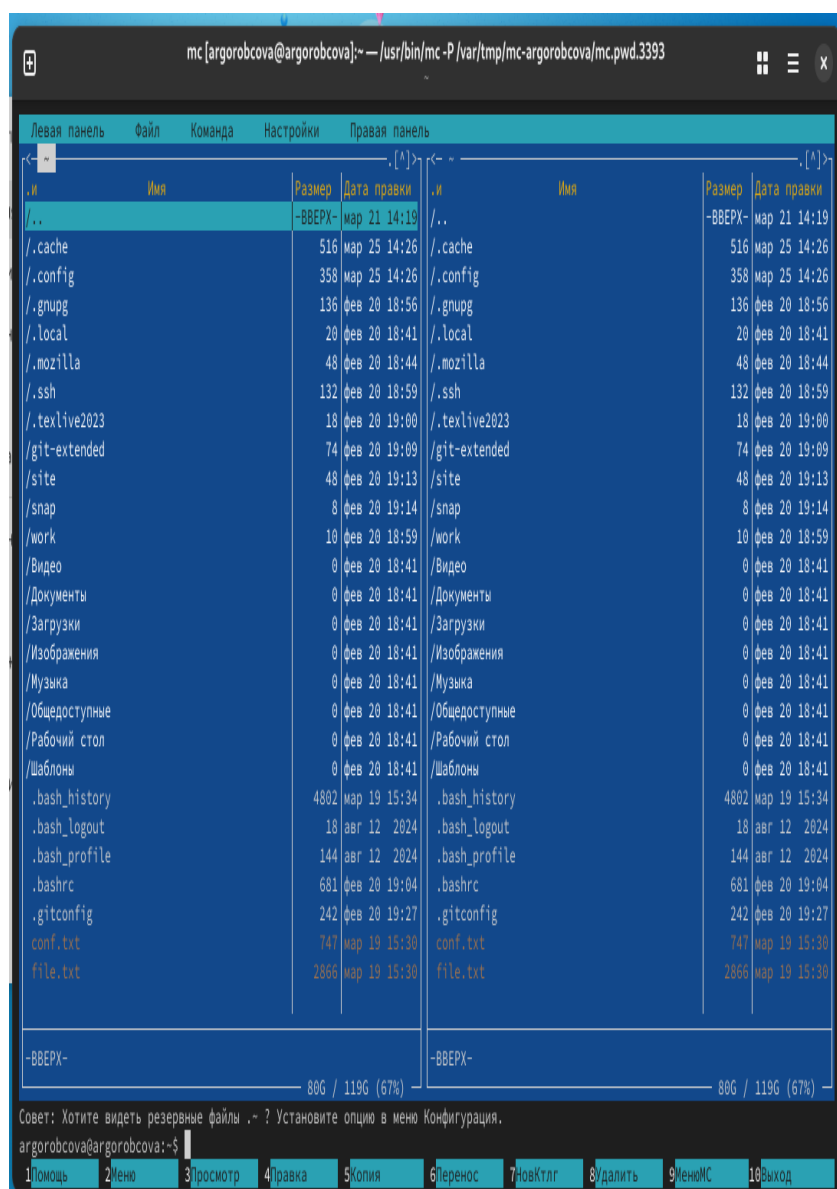 mc [argorobcova@argorobcova]:~ — /usr/bin/mc -P /var/tmp/mc-argorobcova/mc.pwd.3393
~
Левая панель Файл Команда Настройки Правая панель
<- ~ .[^]> <- ~ .[^]>
.и Имя Размер Дата правки .и Имя Размер Дата правки
/.. -ВВЕРХ- мар 21 14:19 /.. -ВВЕРХ- мар 21 14:19
/.cache 516 мар 25 14:26 /.cache 516 мар 25 14:26
/.config 358 мар 25 14:26 /.config 358 мар 25 14:26
/.gnupg 136 фев 20 18:56 /.gnupg 136 фев 20 18:56
/.local 20 фев 20 18:41 /.local 20 фев 20 18:41
/.mozilla 48 фев 20 18:44 /.mozilla 48 фев 20 18:44
/.ssh 132 фев 20 18:59 /.ssh 132 фев 20 18:59
/.texlive2023 18 фев 20 19:00 /.texlive2023 18 фев 20 19:00
/git-extended 74 фев 20 19:09 /git-extended 74 фев 20 19:09
/site 48 фев 20 19:13 /site 48 фев 20 19:13
/snap 8 фев 20 19:14 /snap 8 фев 20 19:14
/work 10 фев 20 18:59 /work 10 фев 20 18:59
/Видео 0 фев 20 18:41 /Видео 0 фев 20 18:41
/Документы 0 фев 20 18:41 /Документы 0 фев 20 18:41
/Загрузки 0 фев 20 18:41 /Загрузки 0 фев 20 18:41
/Изображения 0 фев 20 18:41 /Изображения 0 фев 20 18:41
/Музыка 0 фев 20 18:41 /Музыка 0 фев 20 18:41
/Общедоступные 0 фев 20 18:41 /Общедоступные 0 фев 20 18:41
/Рабочий стол 0 фев 20 18:41 /Рабочий стол 0 фев 20 18:41
/Шаблоны 0 фев 20 18:41 /Шаблоны 0 фев 20 18:41
.bash_history 4802 мар 19 15:34 .bash_history 4802 мар 19 15:34
.bash_logout 18 авг 12 2024 .bash_logout 18 авг 12 2024
.bash_profile 144 авг 12 2024 .bash_profile 144 авг 12 2024
.bashrc 681 фев 20 19:04 .bashrc 681 фев 20 19:04
.gitconfig 242 фев 20 19:27 .gitconfig 242 фев 20 19:27
conf.txt 747 мар 19 15:30 conf.txt 747 мар 19 15:30
file.txt 2866 мар 19 15:30 file.txt 2866 мар 19 15:30
-ВВЕРХ- -ВВЕРХ-
80G / 119G (67%) 80G / 119G (67%)
Совет: Хотите видеть резервные файлы .~ ? Установите опцию в меню Конфигурация.
argorobcova@argorobcova:~$
1Помощь 2Меню 3Просмотр 4Правка 5Копия 6Перенос 7НовКтлг 8Удалить 9МенюMC 10Выход